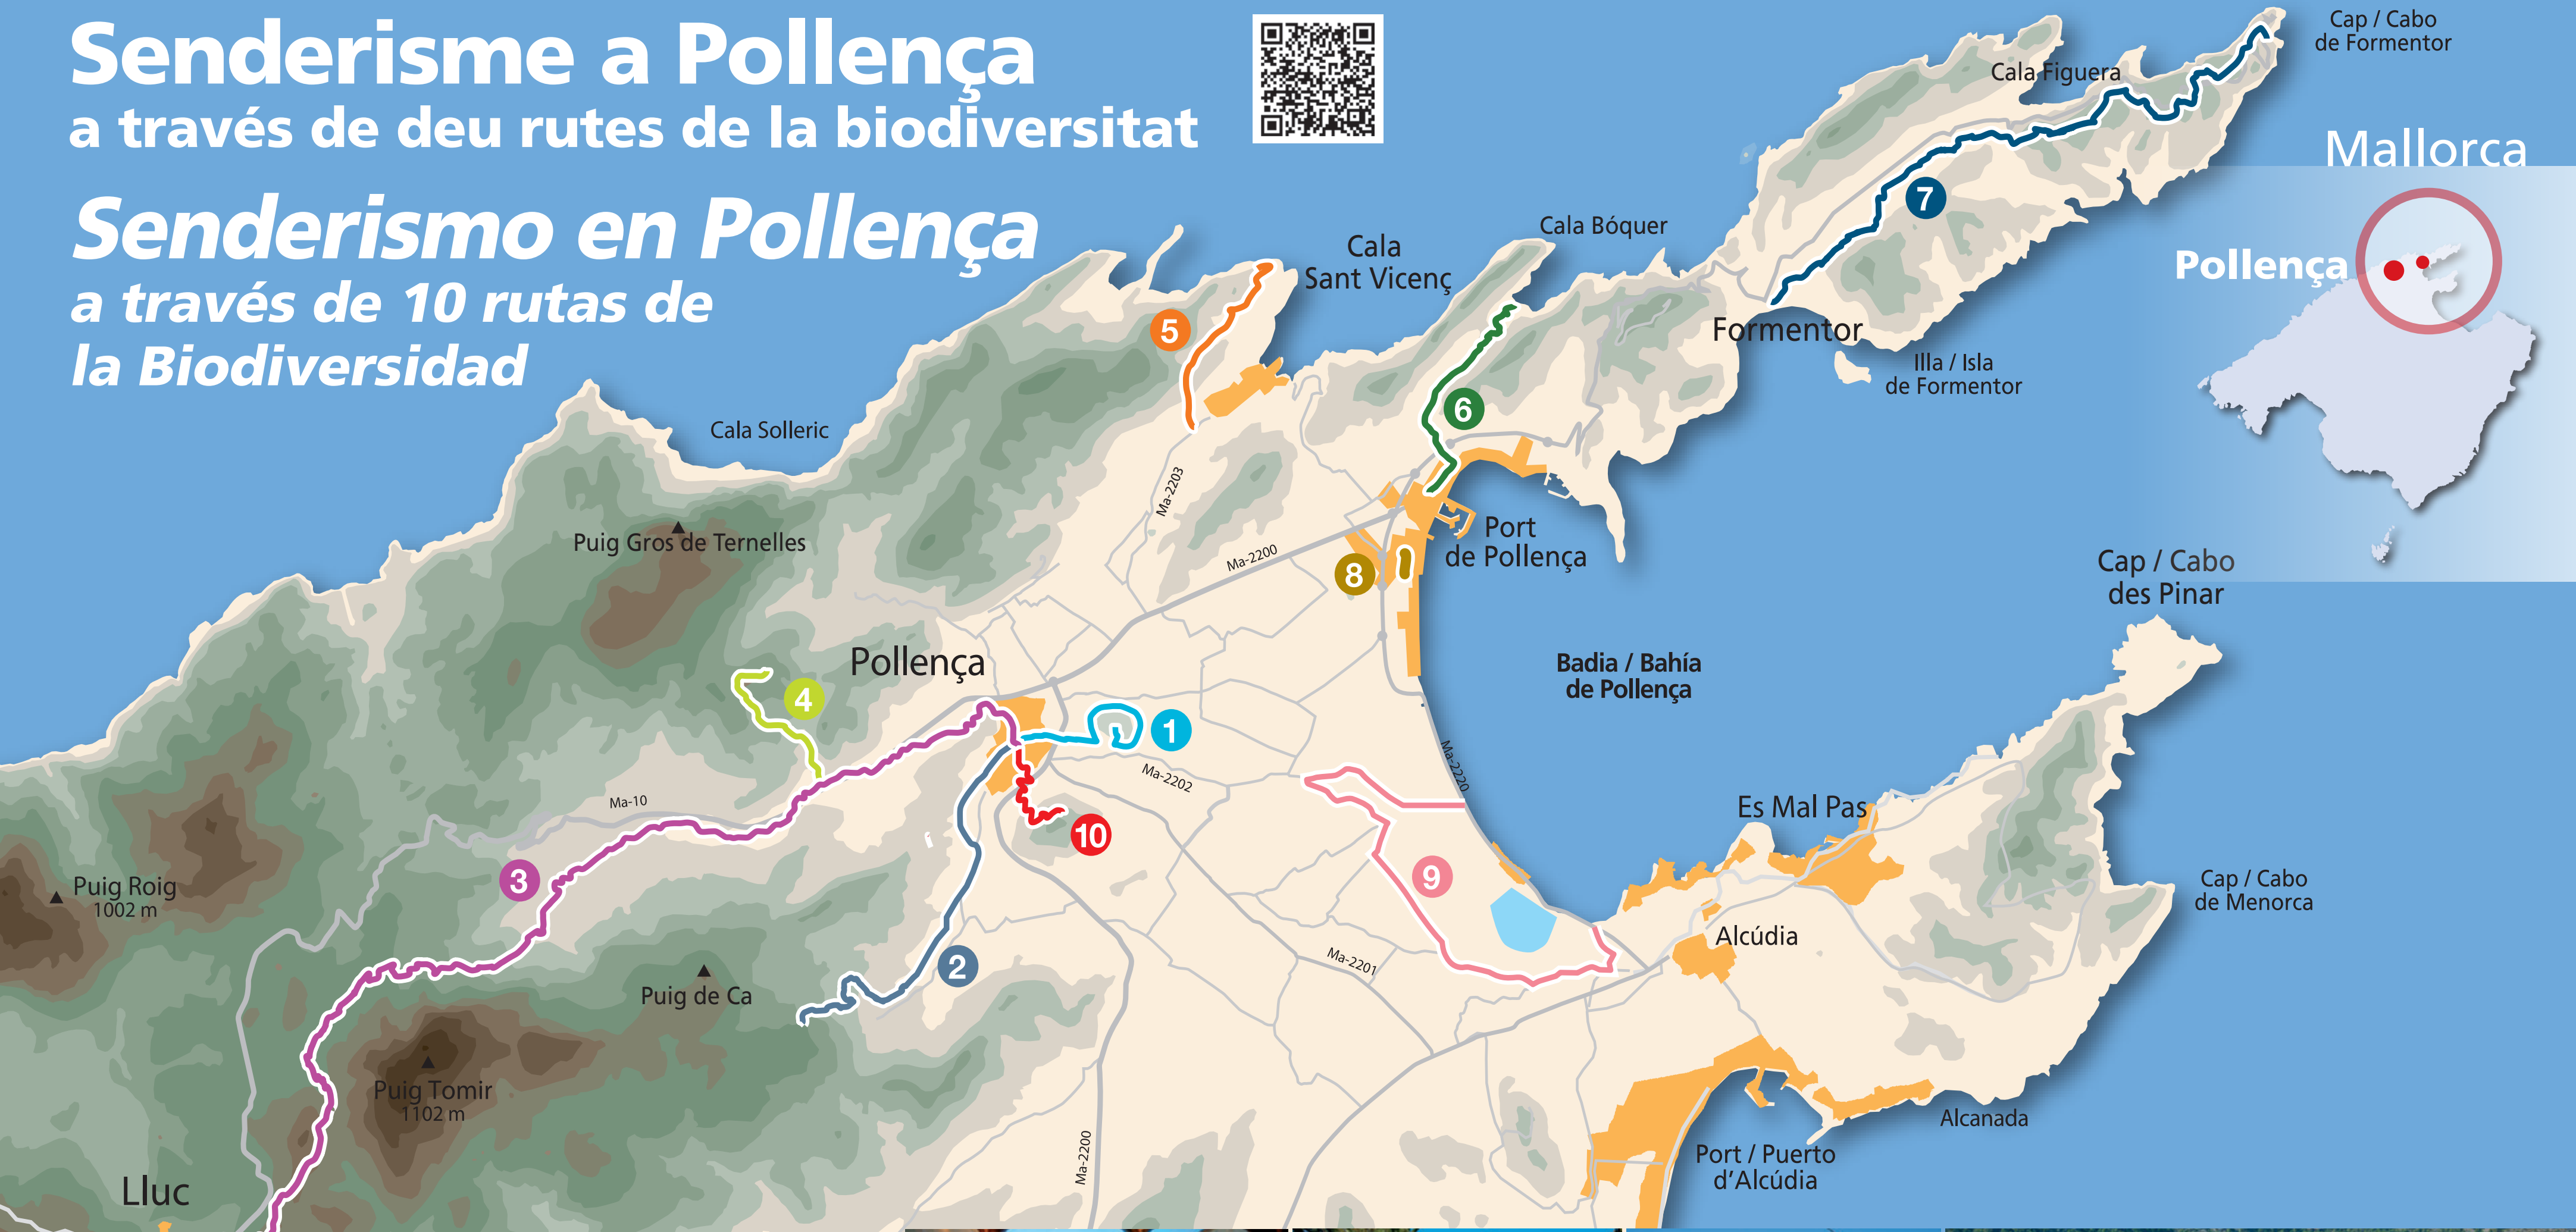 Senderisme a Pollença
a través de deu rutes de la biodiversitat
Senderismo en Pollença
a través de 10 rutas de
la Biodiversidad
Cap / Cabo
de Formentor
Cala Figuera
Mallorca
7
Cala Bóquer
Cala
Sant Vicenç
Pollença
5
Formentor
Illa / Isla
de Formentor
6
Cala Solleric
Ma-2203
Puig Gros de Ternelles
Port
de Pollença
Ma-2200
8
Cap / Cabo
des Pinar
Pollença
Badia / Bahía
de Pollença
4
1
Ma-2220
Ma-2202
Ma-10
Es Mal Pas
10
3
9
Puig Roig
1002 m
Cap / Cabo
de Menorca
Alcúdia
2
Ma-2201
Puig de Ca
Puig Tomir
1102 m
Alcanada
Ma-2200
Port / Puerto
d'Alcúdia
Lluc